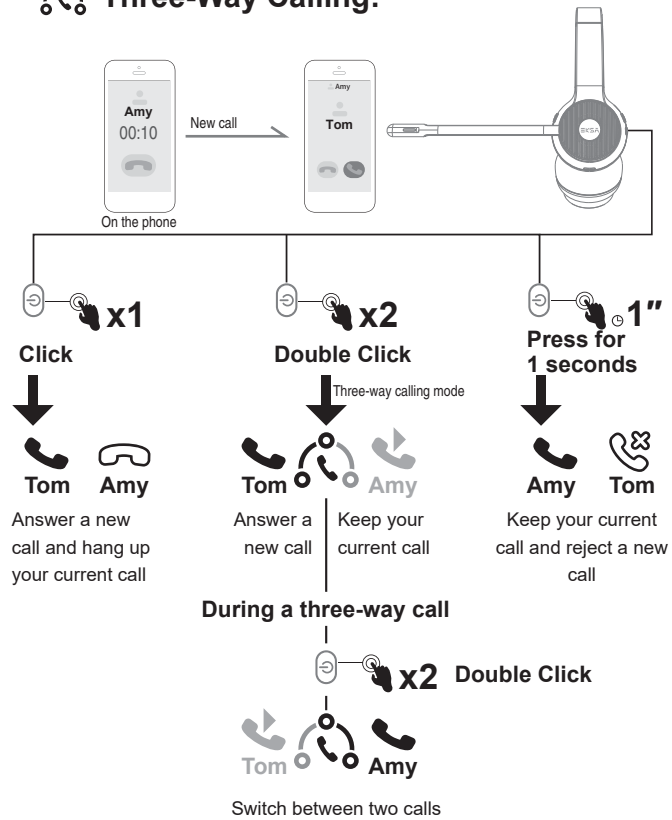 Three-Way Calling:
Amy
00:10
On the phone
New call
Amy
Tom
EKSA
x1
Click
Tom Amy
Answer a new
call and hang up
your current call
x2
Double Click
Three-way calling mode
Tom Amy
Answer a
new call
Keep your
current call
1″
Press for
1 seconds
Amy Tom
Keep your current
call and reject a new
call
During a three-way call
x2 Double Click
Tom Amy
Switch between two calls